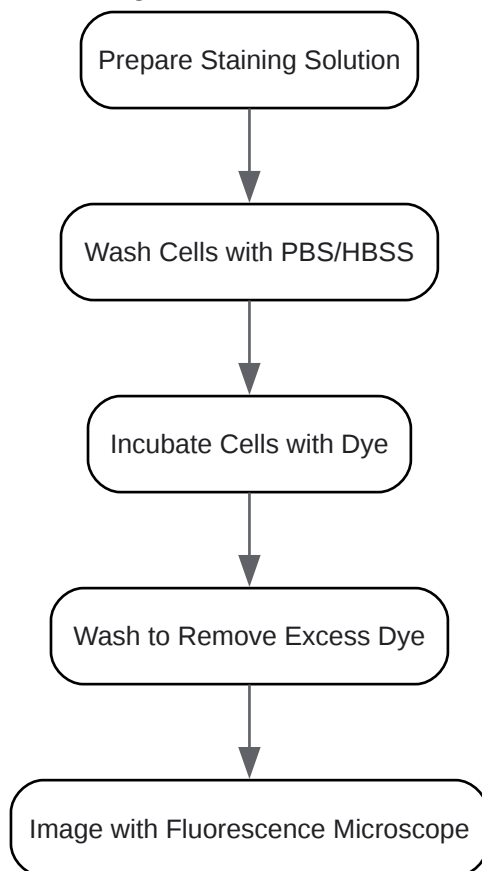 Prepare Staining Solution
Wash Cells with PBS/HBSS
Incubate Cells with Dye
Wash to Remove Excess Dye
Image with Fluorescence Microscope